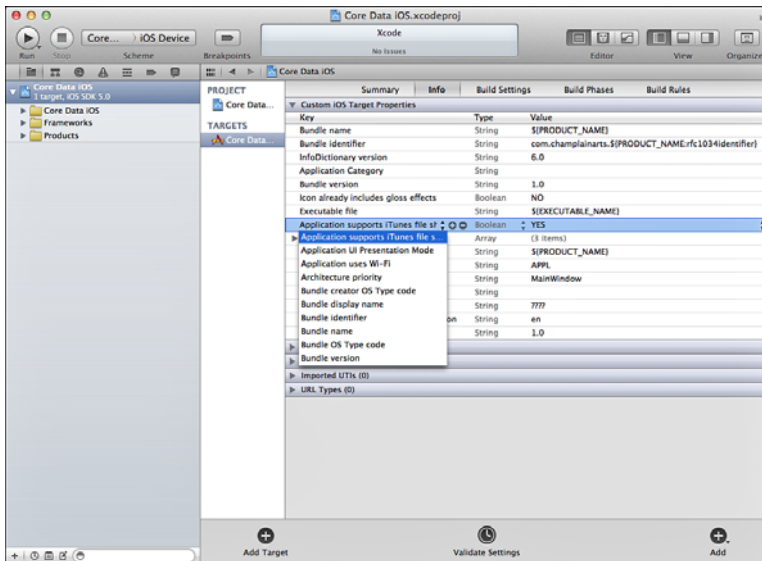 Core Data iOS.xcodeproj
Core... iOS Device
Xcode
No Issues
Run Stop Scheme Breakpoints Editor View Organize
Core Data iOS
Core Data iOS
1 target, iOS SDK 5.0
Core Data iOS
Frameworks
Products
PROJECT
Core Data...
TARGETS
Core Data...
Summary Info Build Settings Build Phases Build Rules
Custom iOS Target Properties
Key Type Value
Bundle name String ${PRODUCT_NAME}
Bundle identifier String com.champlainarts.${PRODUCT_NAME:rfc1034identifier}
InfoDictionary version String 6.0
Application Category String
Bundle version String 1.0
Icon already includes gloss effects Boolean NO
Executable file String ${EXECUTABLE_NAME}
Application supports iTunes file sh Boolean YES
Application supports iTunes file s... Array (3 items)
Application UI Presentation Mode String ${PRODUCT_NAME}
Application uses Wi-Fi String APPL
Architecture priority String MainWindow
Bundle creator OS Type code String
Bundle display name String ????
Bundle identifier on String en
Bundle name String 1.0
Bundle OS Type code
Bundle version
Imported UTIs (0)
URL Types (0)
Add Target Validate Settings Add